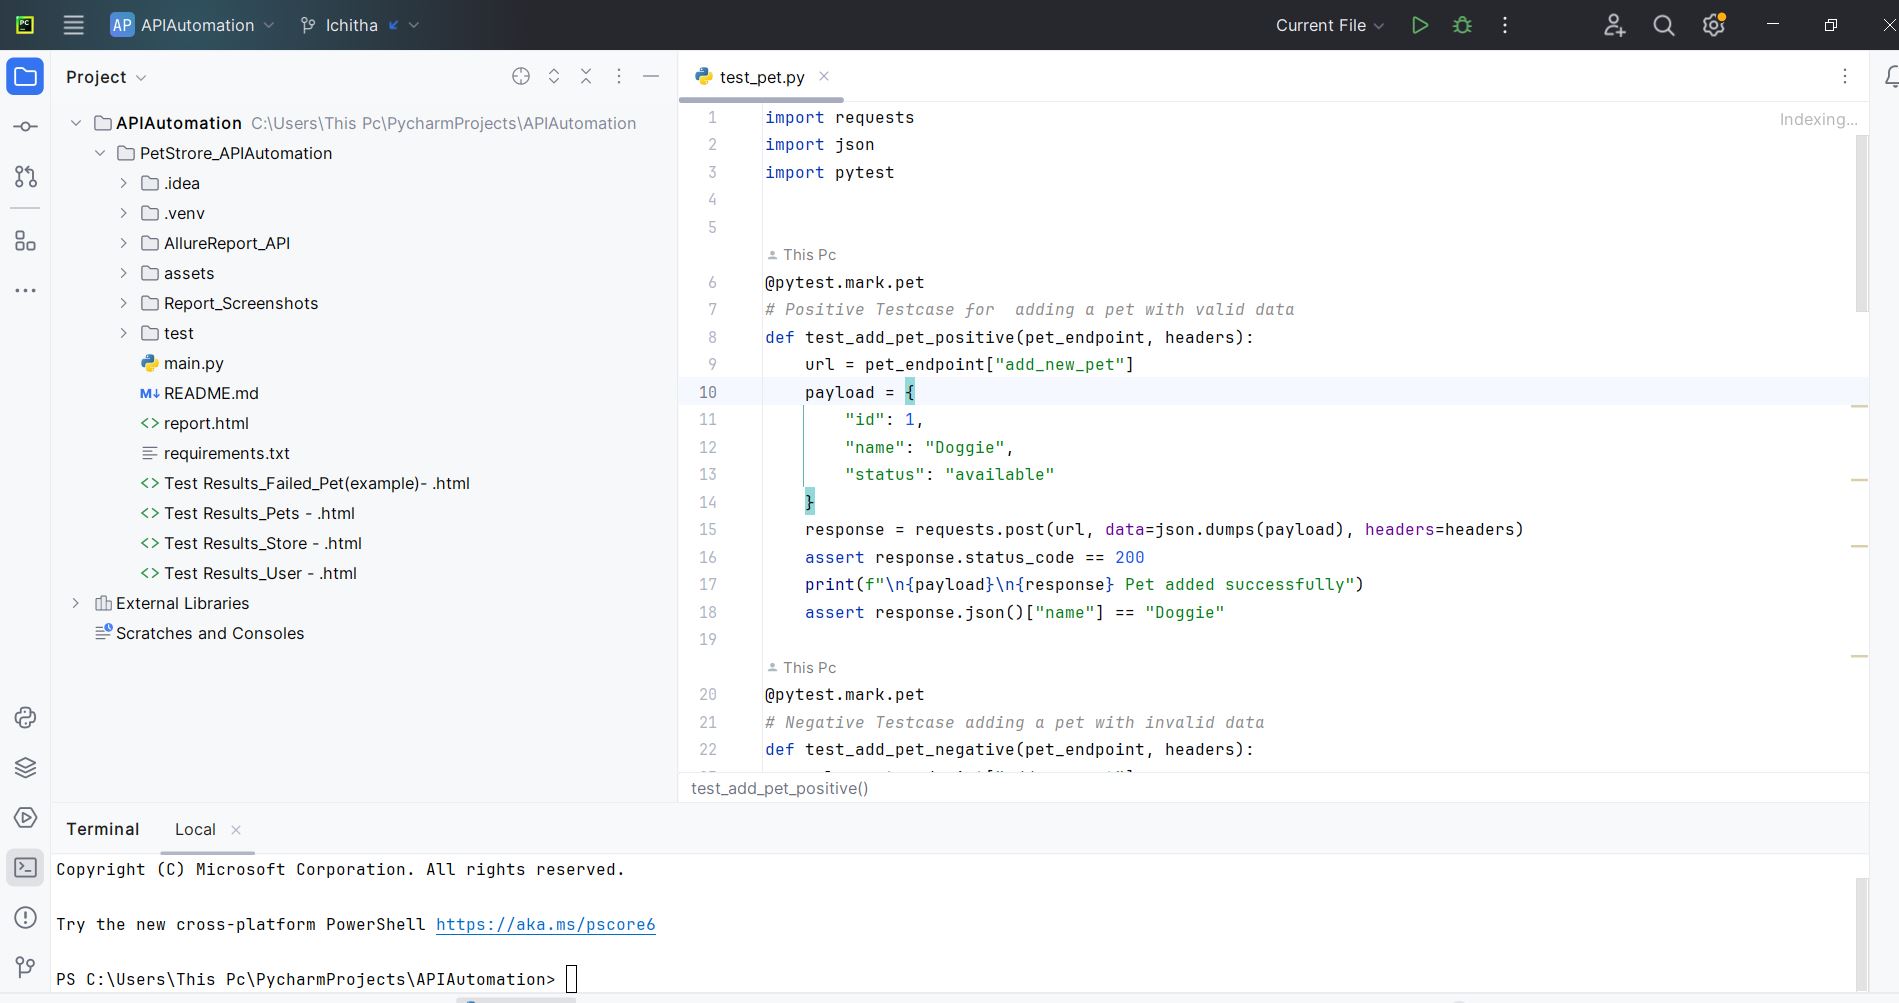 PC
AP APIAutomation
Ichitha
Current File
Project
test_pet.py
APIAutomation C:\Users\This Pc\PycharmProjects\APIAutomation
PetStrore_APIAutomation
.idea
.venv
AllureReport_API
assets
Report_Screenshots
test
main.py
M↓ README.md
<> report.html
requirements.txt
<> Test Results_Failed_Pet(example)- .html
<> Test Results_Pets - .html
<> Test Results_Store - .html
<> Test Results_User - .html
External Libraries
Scratches and Consoles
Indexing...
1 import requests
2 import json
3 import pytest
4
5
This Pc
6 @pytest.mark.pet
7 # Positive Testcase for  adding a pet with valid data
8 def test_add_pet_positive(pet_endpoint, headers):
9     url = pet_endpoint["add_new_pet"]
10     payload = {
11         "id": 1,
12         "name": "Doggie",
13         "status": "available"
14     }
15     response = requests.post(url, data=json.dumps(payload), headers=headers)
16     assert response.status_code == 200
17     print(f"\n{payload}\n{response} Pet added successfully")
18     assert response.json()["name"] == "Doggie"
19
This Pc
20 @pytest.mark.pet
21 # Negative Testcase adding a pet with invalid data
22 def test_add_pet_negative(pet_endpoint, headers):
test_add_pet_positive()
Terminal
Local
Copyright (C) Microsoft Corporation. All rights reserved.
Try the new cross-platform PowerShell https://aka.ms/pscore6
PS C:\Users\This Pc\PycharmProjects\APIAutomation>